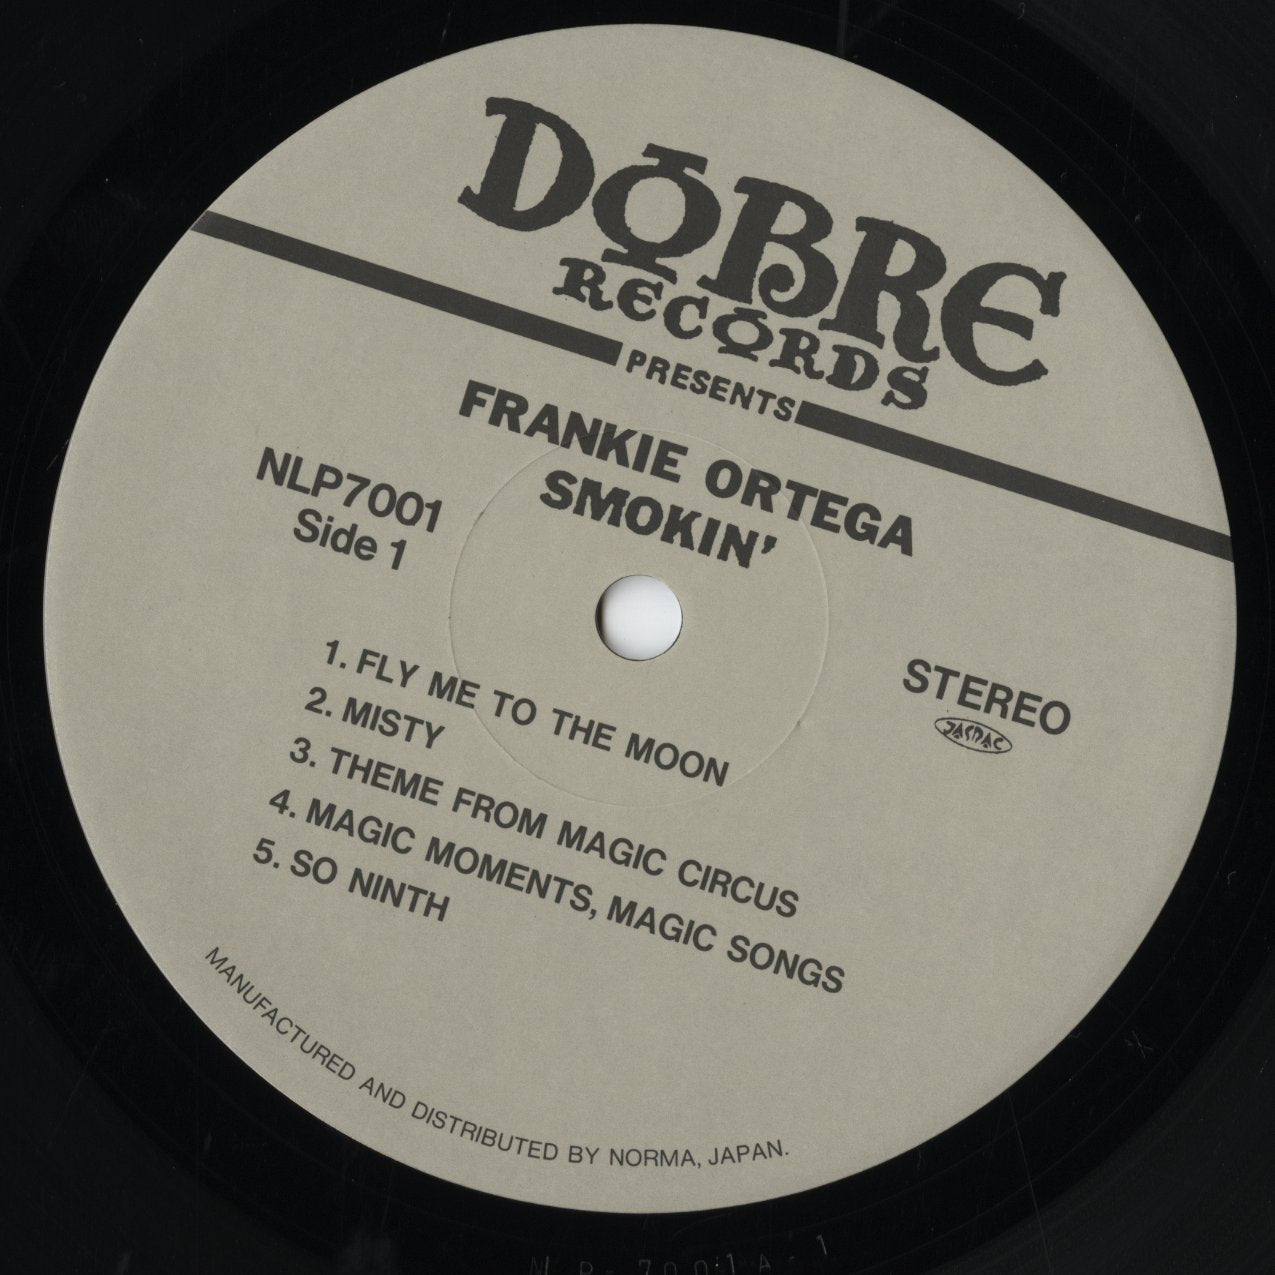 DOBRE
RECORDS
PRESENTS
FRANKIE ORTEGA
SMOKIN'
NLP7001
Side 1
STEREO
JASRAC
1. FLY ME TO THE MOON
2. MISTY
3. THEME FROM MAGIC CIRCUS
4. MAGIC MOMENTS, MAGIC SONGS
5. SO NINTH
MANUFACTURED AND DISTRIBUTED BY NORMA, JAPAN.